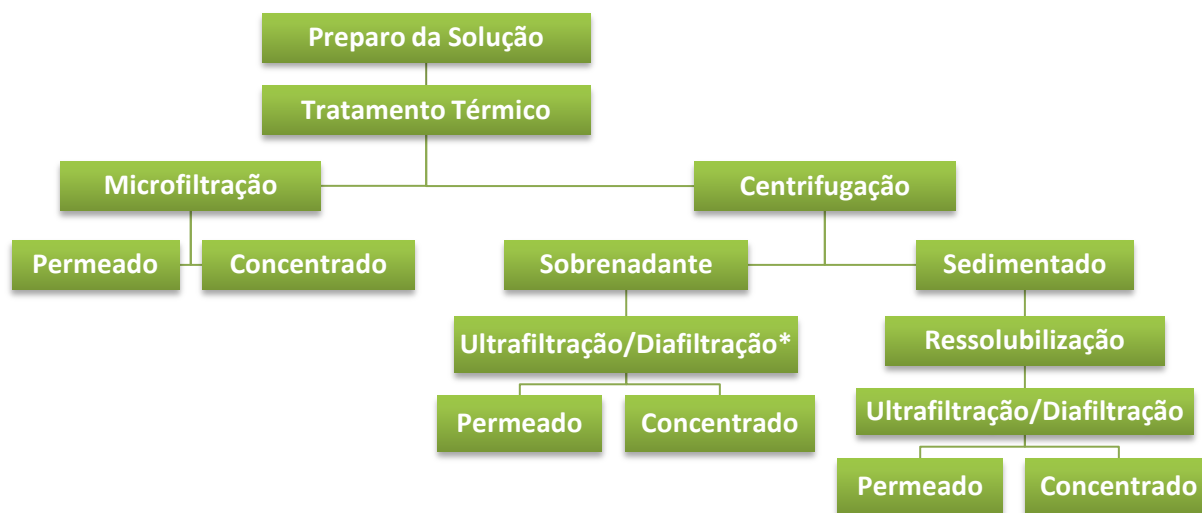 Preparo da Solução
Tratamento Térmico
Microfiltração
Centrifugação
Permeado
Concentrado
Sobrenadante
Sedimentado
Ultrafiltração/Diafiltração*
Ressolubilização
Permeado
Concentrado
Ultrafiltração/Diafiltração
Permeado
Concentrado